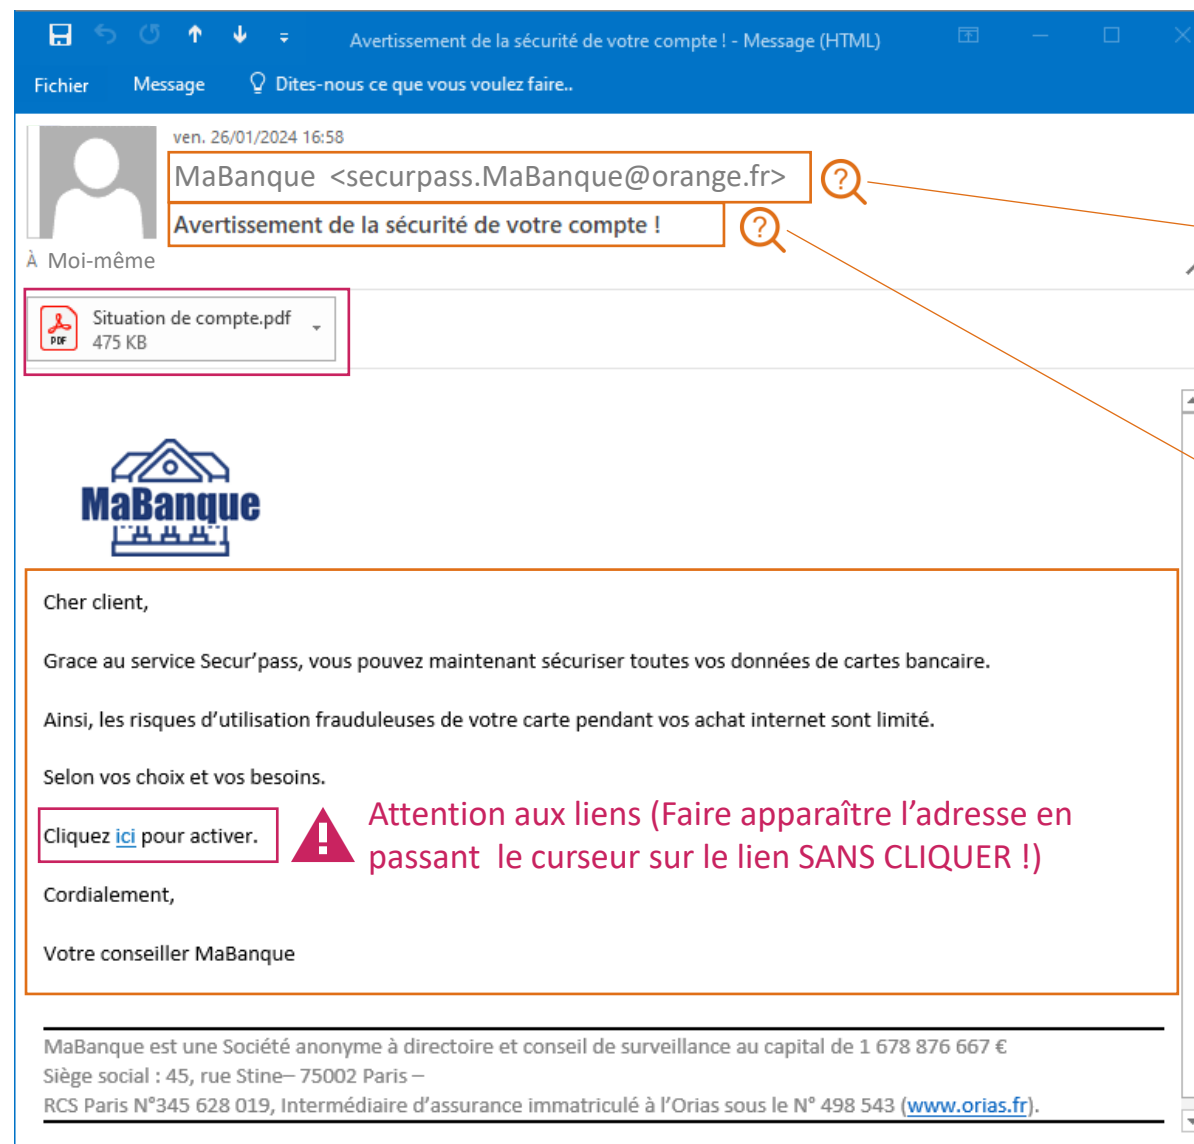 Avertissement de la sécurité de votre compte ! - Message (HTML)
Fichier Message Dites-nous ce que vous voulez faire..
ven. 26/01/2024 16:58
MaBanque <securpass.MaBanque@orange.fr>
?
Avertissement de la sécurité de votre compte !
?
À Moi-même
Situation de compte.pdf
PDF 475 KB
MaBanque
Cher client,
Grace au service Secur’pass, vous pouvez maintenant sécuriser toutes vos données de cartes bancaire.
Ainsi, les risques d’utilisation frauduleuses de votre carte pendant vos achat internet sont limité.
Selon vos choix et vos besoins.
Cliquez ici pour activer.
! Attention aux liens (Faire apparaître l’adresse en
passant le curseur sur le lien SANS CLIQUER !)
Cordialement,
Votre conseiller MaBanque
MaBanque est une Société anonyme à directoire et conseil de surveillance au capital de 1 678 876 667 €
Siège social : 45, rue Stine– 75002 Paris –
RCS Paris N°345 628 019, Intermédiaire d’assurance immatriculé à l’Orias sous le N° 498 543 (www.orias.fr).